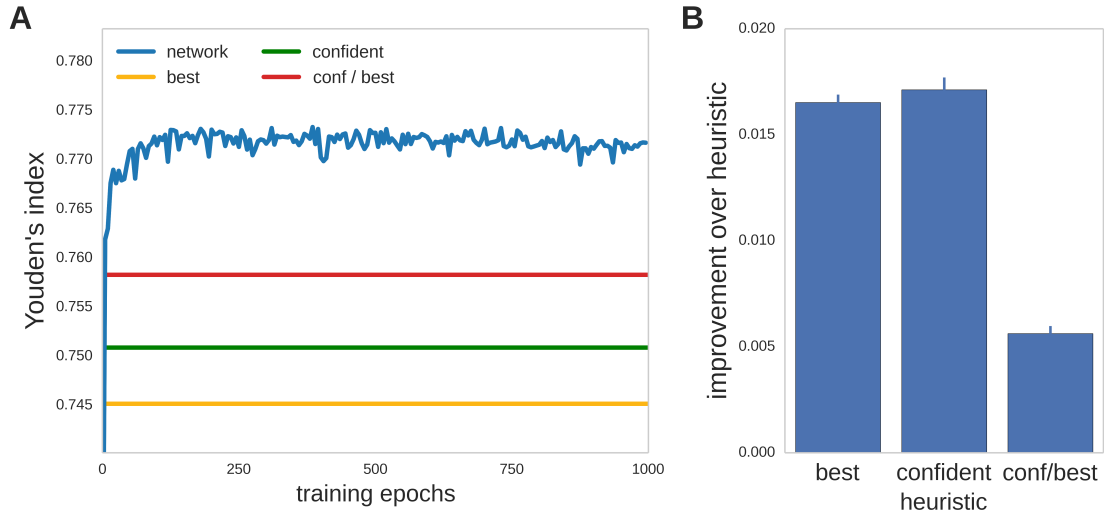 A
Youden's index
0.780
0.775
0.770
0.765
0.760
0.755
0.750
0.745
network
confident
best
conf / best
0
250
500
750
1000
training epochs
B
improvement over heuristic
0.020
0.015
0.010
0.005
0.000
best
confident
conf/best
heuristic